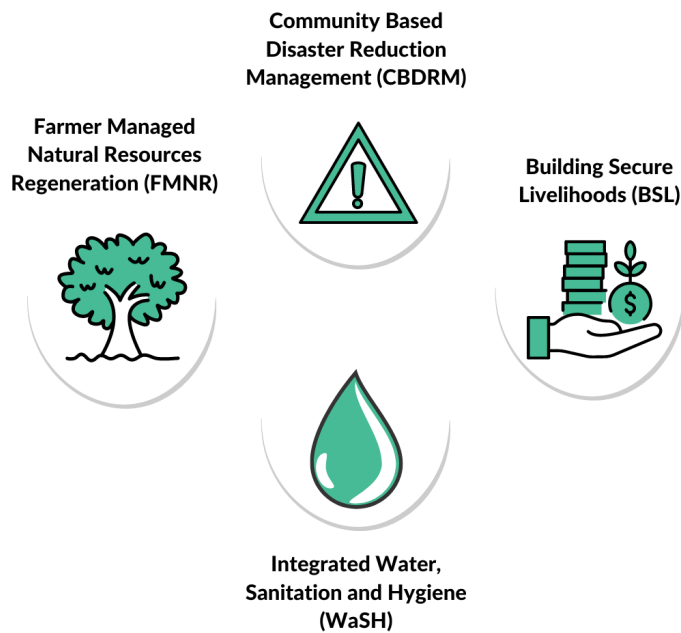 Community Based
Disaster Reduction
Management (CBDRM)
Farmer Managed
Natural Resources
Regeneration (FMNR)
Building Secure
Livelihoods (BSL)
$
Integrated Water,
Sanitation and Hygiene
(WaSH)